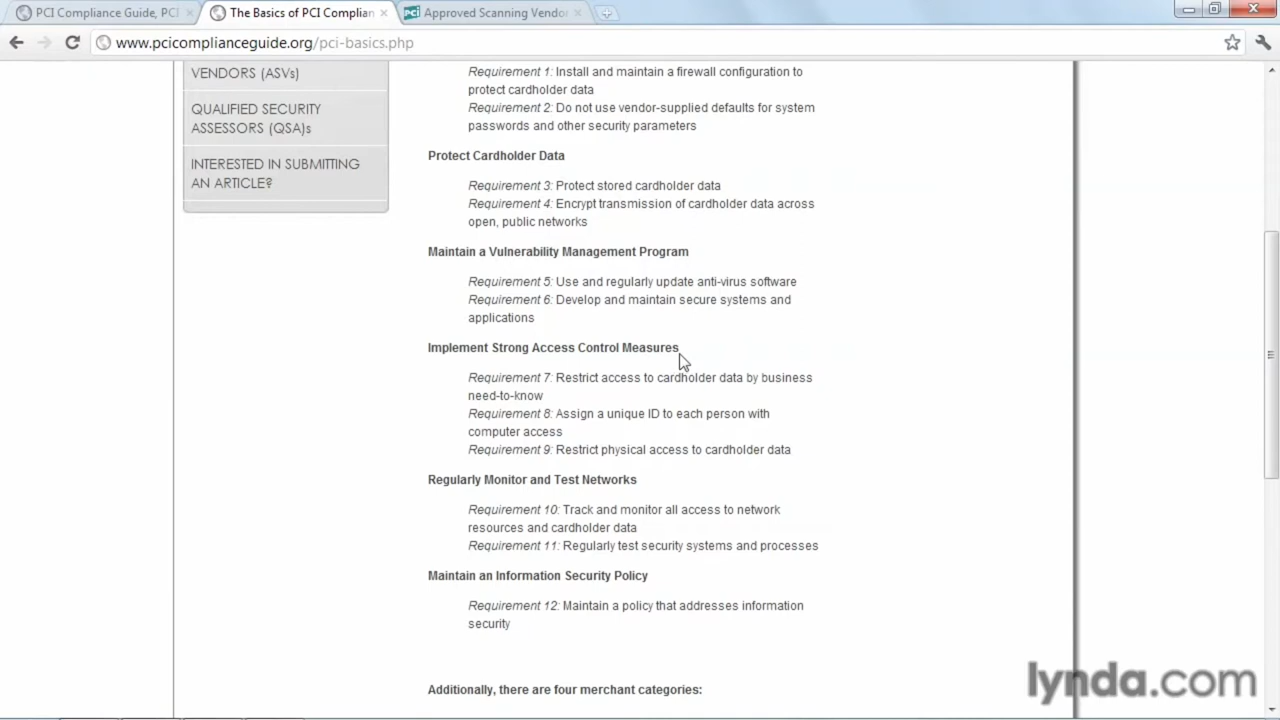 PCI Compliance Guide, PCI
The Basics of PCI Complian
PCI
Approved Scanning Vendor
www.pcicomplianceguide.org/pci-basics.php
VENDORS (ASVs)
QUALIFIED SECURITY
ASSESSORS (QSA)s
INTERESTED IN SUBMITTING
AN ARTICLE?
Requirement 1: Install and maintain a firewall configuration to
protect cardholder data
Requirement 2: Do not use vendor-supplied defaults for system
passwords and other security parameters
Protect Cardholder Data
Requirement 3: Protect stored cardholder data
Requirement 4: Encrypt transmission of cardholder data across
open, public networks
Maintain a Vulnerability Management Program
Requirement 5: Use and regularly update anti-virus software
Requirement 6: Develop and maintain secure systems and
applications
Implement Strong Access Control Measures
Requirement 7: Restrict access to cardholder data by business
need-to-know
Requirement 8: Assign a unique ID to each person with
computer access
Requirement 9: Restrict physical access to cardholder data
Regularly Monitor and Test Networks
Requirement 10: Track and monitor all access to network
resources and cardholder data
Requirement 11: Regularly test security systems and processes
Maintain an Information Security Policy
Requirement 12: Maintain a policy that addresses information
security
Additionally, there are four merchant categories:
lynda.com